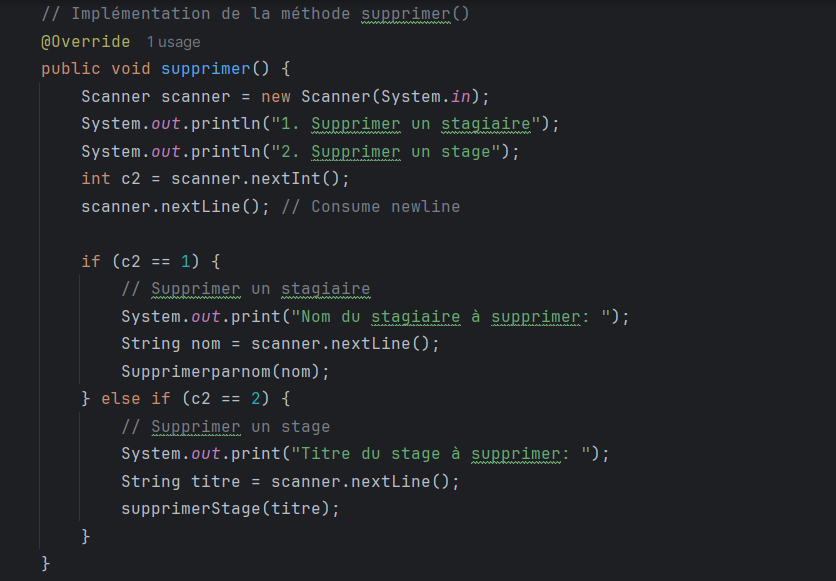 // Implémentation de la méthode supprimer()
@Override 1 usage
public void supprimer() {
Scanner scanner = new Scanner(System.in);
System.out.println("1. Supprimer un stagiaire");
System.out.println("2. Supprimer un stage");
int c2 = scanner.nextInt();
scanner.nextLine(); // Consume newline
if (c2 == 1) {
// Supprimer un stagiaire
System.out.print("Nom du stagiaire à supprimer: ");
String nom = scanner.nextLine();
Supprimerparnom(nom);
} else if (c2 == 2) {
// Supprimer un stage
System.out.print("Titre du stage à supprimer: ");
String titre = scanner.nextLine();
supprimerStage(titre);
}
}